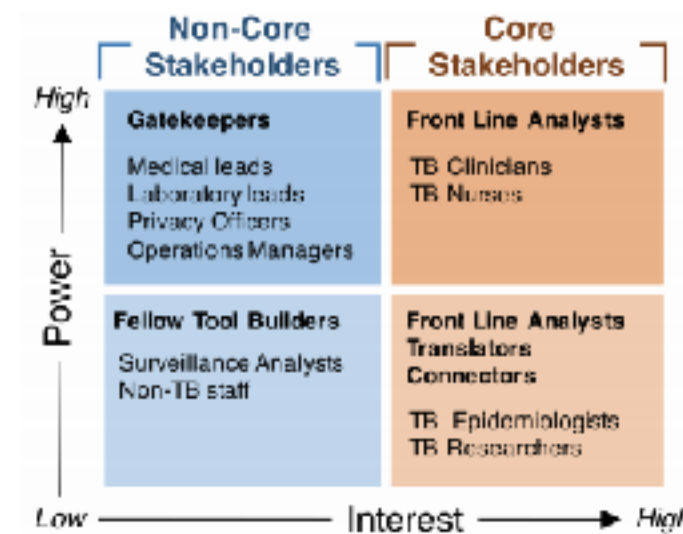 Non-Core
Stakeholders
Core
Stakeholders
High
Gatekeepers
Medical leads
Laboratory leads
Privacy Officers
Operations Managers
Front Line Analysts
TB Clinicians
TB Nurses
Power
Fellow Tool Builders
Surveillance Analysts
Non-TB staff
Front Line Analysts
Translators
Connectors
TB Epidemiologists
TB Researchers
Low
Interest
High